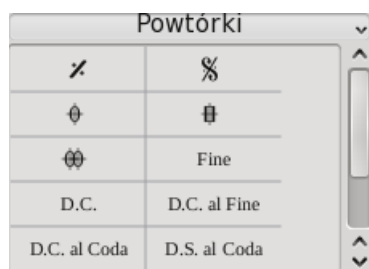 Powtórki
Fine
D.C.
D.C. al Fine
D.C. al Coda
D.S. al Coda